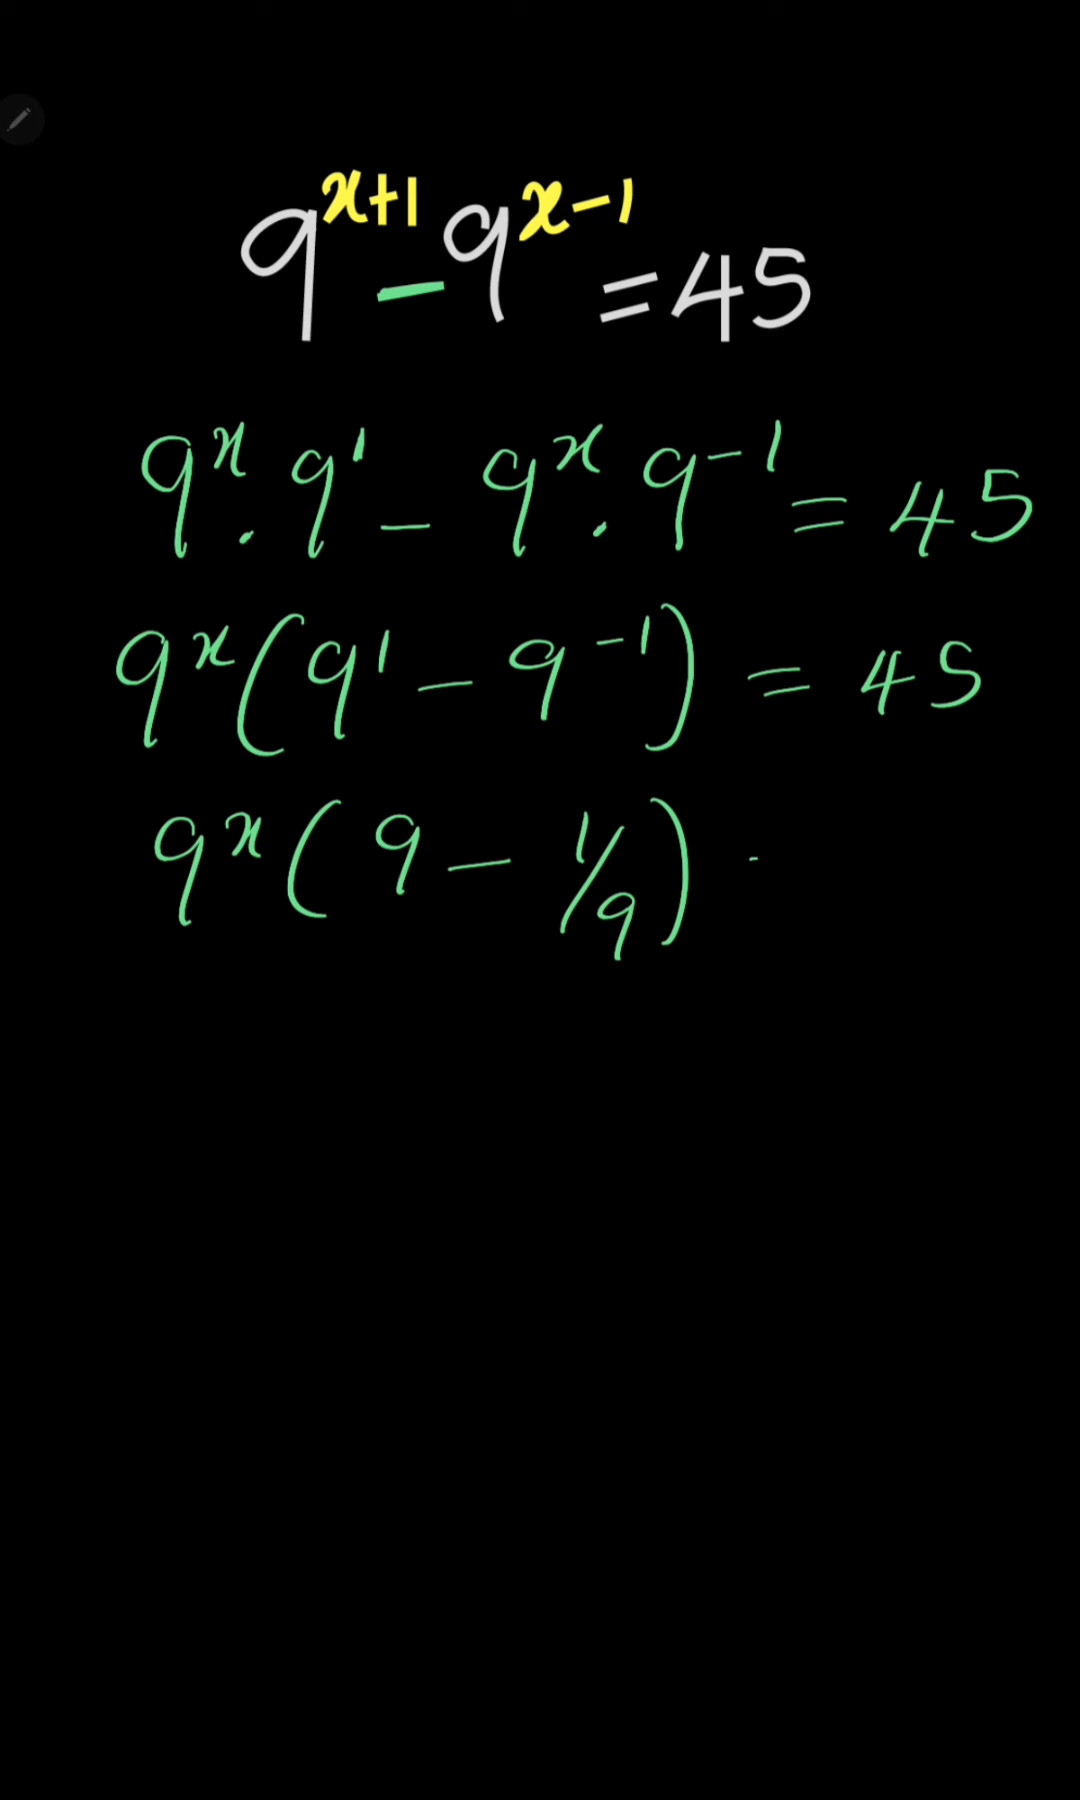 9^{x+1} - 9^{x-1} = 45
9^x . 9^1 - 9^x . 9^{-1} = 45
9^x (9^1 - 9^{-1}) = 45
9^x (9 - 1/9) -